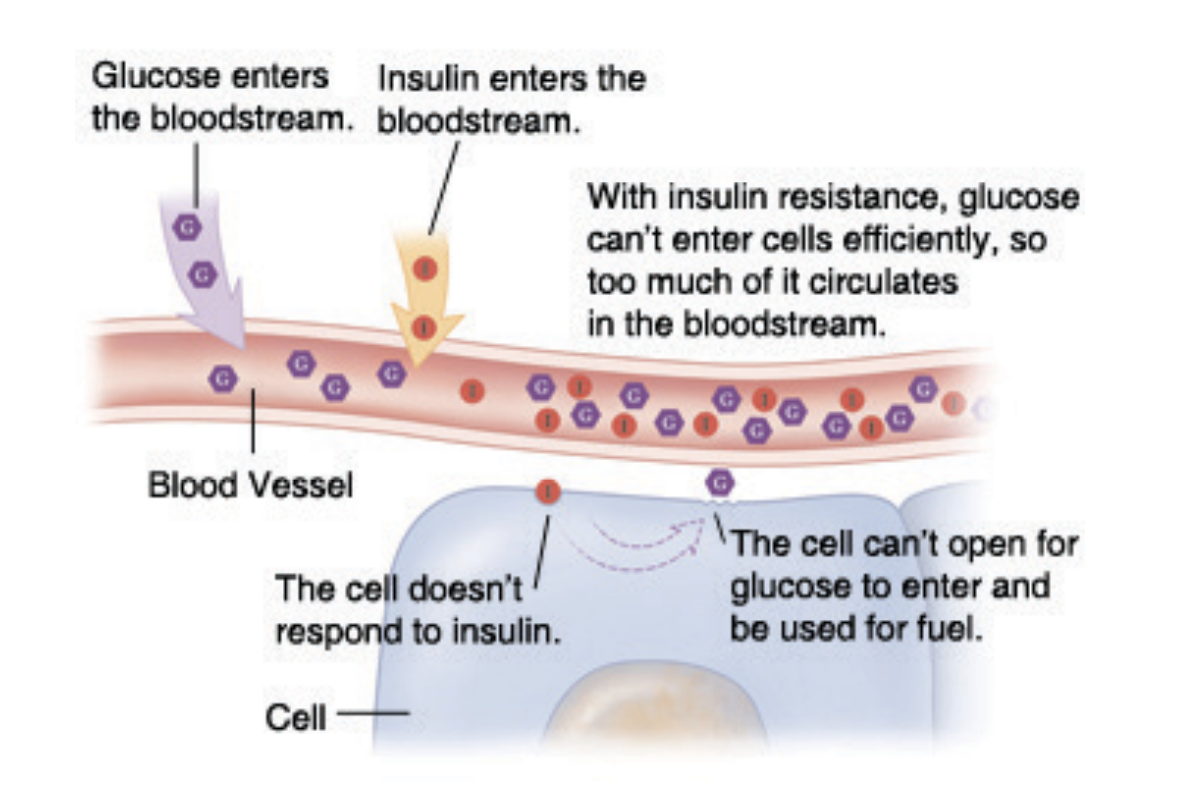 Glucose enters
the bloodstream.
Insulin enters the
bloodstream.
With insulin resistance, glucose
can't enter cells efficiently, so
too much of it circulates
in the bloodstream.
G
G
I
I
G
G
G
G
I
G
I
I
G
I
G
G
I
G
I
G
G
I
G
I
G
G
I
G
Blood Vessel
I
G
The cell doesn't
respond to insulin.
The cell can't open for
glucose to enter and
be used for fuel.
Cell